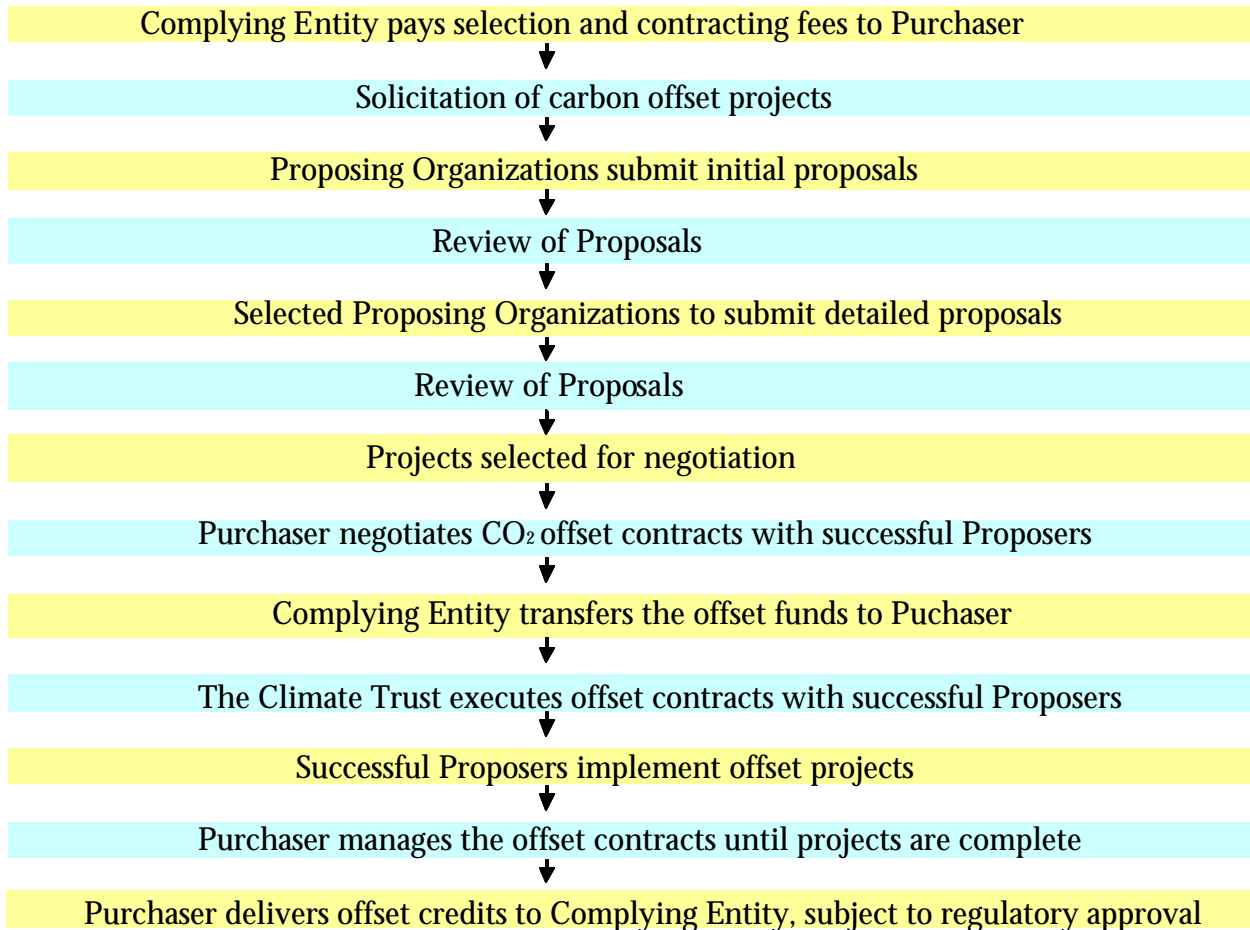 Complying Entity pays selection and contracting fees to Purchaser
Solicitation of carbon offset projects
Proposing Organizations submit initial proposals
Review of Proposals
Selected Proposing Organizations to submit detailed proposals
Review of Proposals
Projects selected for negotiation
Purchaser negotiates CO₂ offset contracts with successful Proposers
Complying Entity transfers the offset funds to Puchaser
The Climate Trust executes offset contracts with successful Proposers
Successful Proposers implement offset projects
Purchaser manages the offset contracts until projects are complete
Purchaser delivers offset credits to Complying Entity, subject to regulatory approval